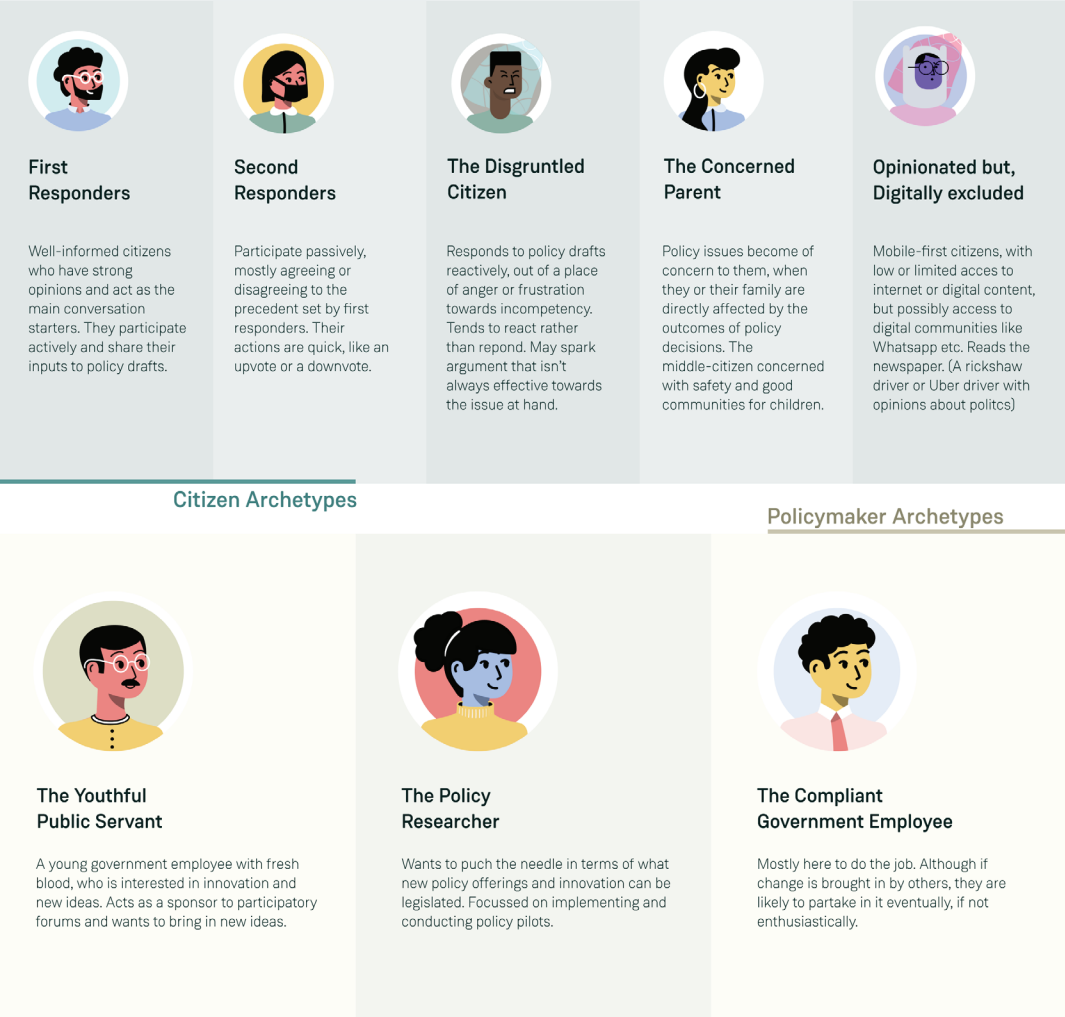 First
Responders
Well-informed citizens
who have strong
opinions and act as the
main conversation
starters. They participate
actively and share their
inputs to policy drafts.
Second
Responders
Participate passively,
mostly agreeing or
disagreeing to the
precedent set by first
responders. Their
actions are quick, like an
upvote or a downvote.
The Disgruntled
Citizen
Responds to policy drafts
reactively, out of a place
of anger or frustration
towards incompetency.
Tends to react rather
than repond. May spark
argument that isn't
always effective towards
the issue at hand.
The Concerned
Parent
Policy issues become of
concern to them, when
they or their family are
directly affected by the
outcomes of policy
decisions. The
middle-citizen concerned
with safety and good
communities for children.
Opinionated but,
Digitally excluded
Mobile-first citizens, with
low or limited acces to
internet or digital content,
but possibly access to
digital communities like
Whatsapp etc. Reads the
newspaper. (A rickshaw
driver or Uber driver with
opinions about politcs)
Citizen Archetypes
Policymaker Archetypes
The Youthful
Public Servant
A young government employee with fresh
blood, who is interested in innovation and
new ideas. Acts as a sponsor to participatory
forums and wants to bring in new ideas.
The Policy
Researcher
Wants to puch the needle in terms of what
new policy offerings and innovation can be
legislated. Focussed on implementing and
conducting policy pilots.
The Compliant
Government Employee
Mostly here to do the job. Although if
change is brought in by others, they are
likely to partake in it eventually, if not
enthusiastically.